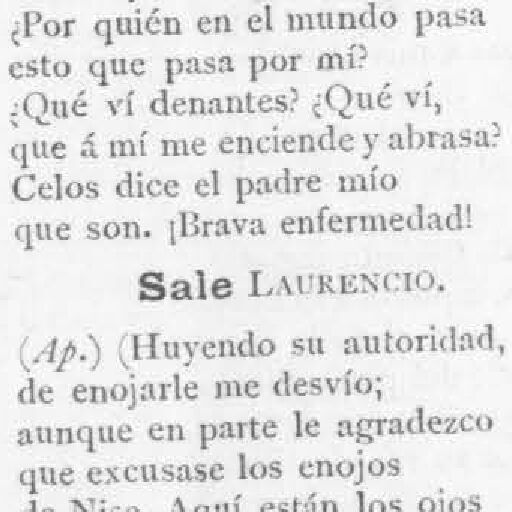 ¿Por quién en el mundo pasa
esto que pasa por mí?
¿Qué ví denantes? ¿Qué ví,
que á mí me enciende y abrasa?
Celos dice el padre mío
que son. ¡Brava enfermedad!
Sale LAURENCIO.
(Ap.) (Huyendo su autoridad,
de enojarle me desvío;
aunque en parte le agradezco
que excusase los enojos
de Nise. Aquí están los ojos